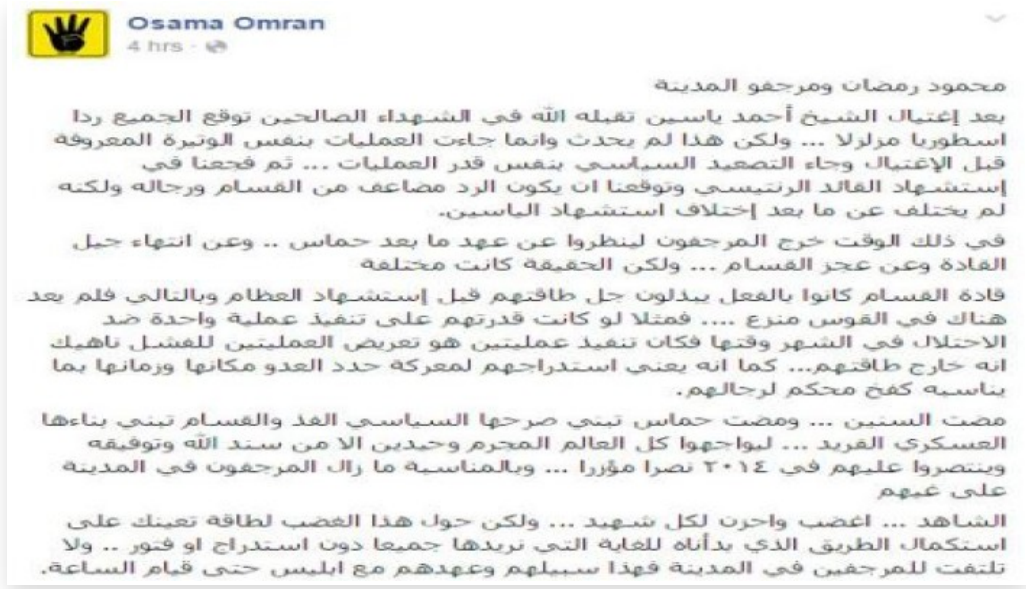 Osama Omran
4 hrs ·
محمود رمضان ومرجفو المدينة
بعد إغتيال الشيخ أحمد ياسين تقبله الله في الشهداء الصالحين توقع الجميع ردا
اسطوريا مزلزلا ... ولكن هذا لم يحدث وانما جاءت العمليات بنفس الوتيرة المعروفة
قبل الإغتيال وجاء التصعيد السياسي بنفس قدر العمليات ... ثم فجعنا في
إستشهاد القائد الرنتيسى وتوقعنا ان يكون الرد مضاعف من القسام ورجاله ولكنه
لم يختلف عن ما بعد إختلاف استشهاد الياسين.
في ذلك الوقت خرج المرجفون لينظروا عن عهد ما بعد حماس .. وعن انتهاء جيل
القادة وعن عجز القسام ... ولكن الحقيقة كانت مختلفة
قادة القسام كانوا بالفعل يبذلون جل طاقتهم قبل إستشهاد العظام وبالتالي فلم يعد
هناك في القوس منزع .... فمثلا لو كانت قدرتهم على تنفيذ عملية واحدة ضد
الاحتلال في الشهر وقتها فكان تنفيذ عمليتين هو تعريض العمليتين للفشل ناهيك
انه خارج طاقتهم... كما انه يعني استدراجهم لمعركة حدد العدو مكانها وزمانها بما
يناسبه كفخ محكم لرجالهم.
مضت السنين ... ومضت حماس تبني صرحها السياسي الفذ والقسام تبني بناءها
العسكري الفريد ... ليواجهوا كل العالم المجرم وحيدين الا من سند الله وتوفيقه
وينتصروا عليهم في ٢٠١٤ نصرا مؤزرا ... وبالمناسبة ما زال المرجفون في المدينة
على غيهم
الشاهد ... اغضب واحزن لكل شهيد ... ولكن حول هذا الغضب لطاقة تعينك على
استكمال الطريق الذي بدأناه للغاية التي نريدها جميعا دون استدراج او فتور .. ولا
تلتفت للمرجفين في المدينة فهذا سبيلهم وعهدهم مع ابليس حتى قيام الساعة.